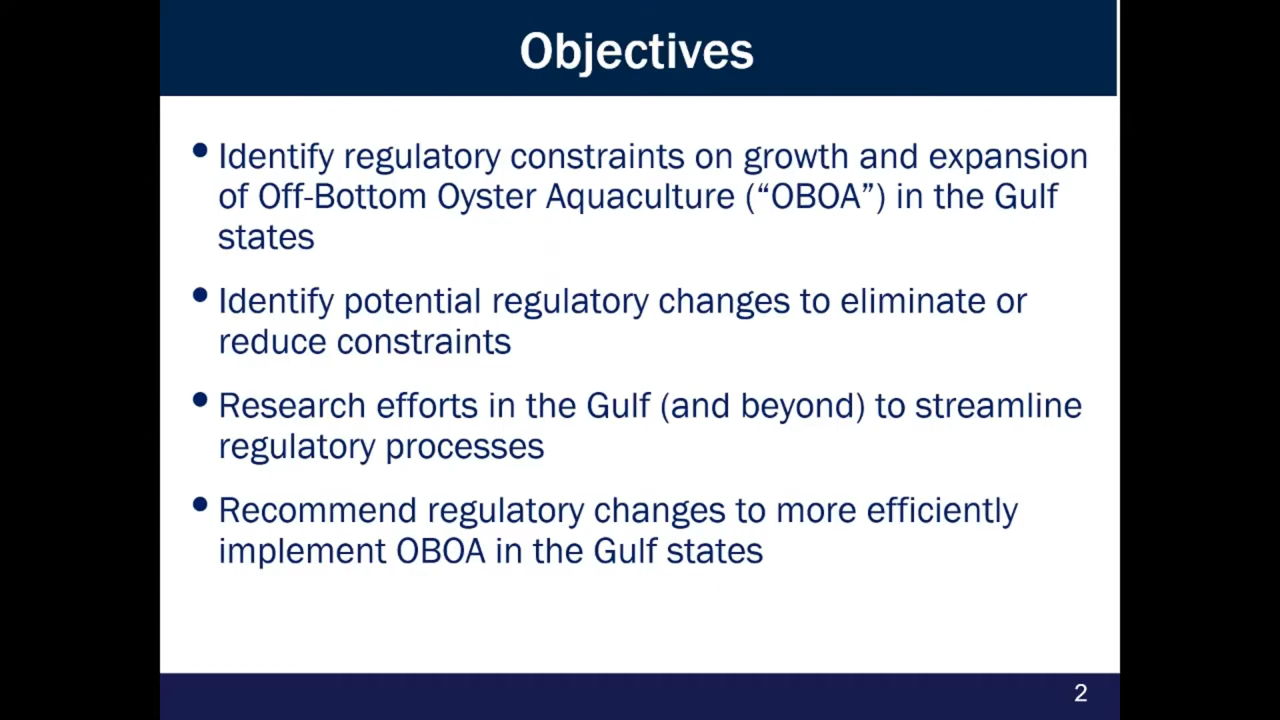 Objectives
• Identify regulatory constraints on growth and expansion
of Off-Bottom Oyster Aquaculture (“OBOA”) in the Gulf
states
• Identify potential regulatory changes to eliminate or
reduce constraints
• Research efforts in the Gulf (and beyond) to streamline
regulatory processes
• Recommend regulatory changes to more efficiently
implement OBOA in the Gulf states
2